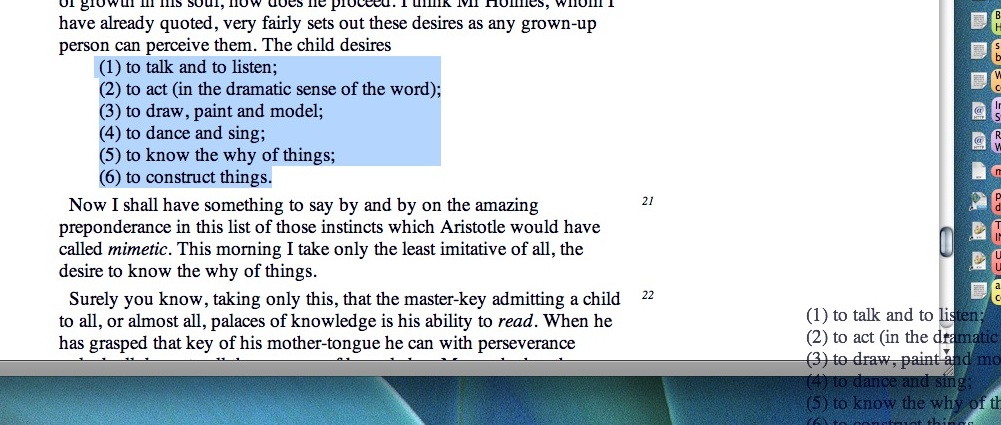 of growth in his soul, how does he proceed? I think Mr Holmes, whom I
have already quoted, very fairly sets out these desires as any grown-up
person can perceive them. The child desires
(1) to talk and to listen;
(2) to act (in the dramatic sense of the word);
(3) to draw, paint and model;
(4) to dance and sing;
(5) to know the why of things;
(6) to construct things.
Now I shall have something to say by and by on the amazing 21
preponderance in this list of those instincts which Aristotle would have
called mimetic. This morning I take only the least imitative of all, the
desire to know the why of things.
Surely you know, taking only this, that the master-key admitting a child 22
to all, or almost all, palaces of knowledge is his ability to read. When he
has grasped that key of his mother-tongue he can with perseverance
(1) to talk and to listen;
(2) to act (in the dramatic
(3) to draw, paint and mo
(4) to dance and sing;
(5) to know the why of th
(6) to construct things